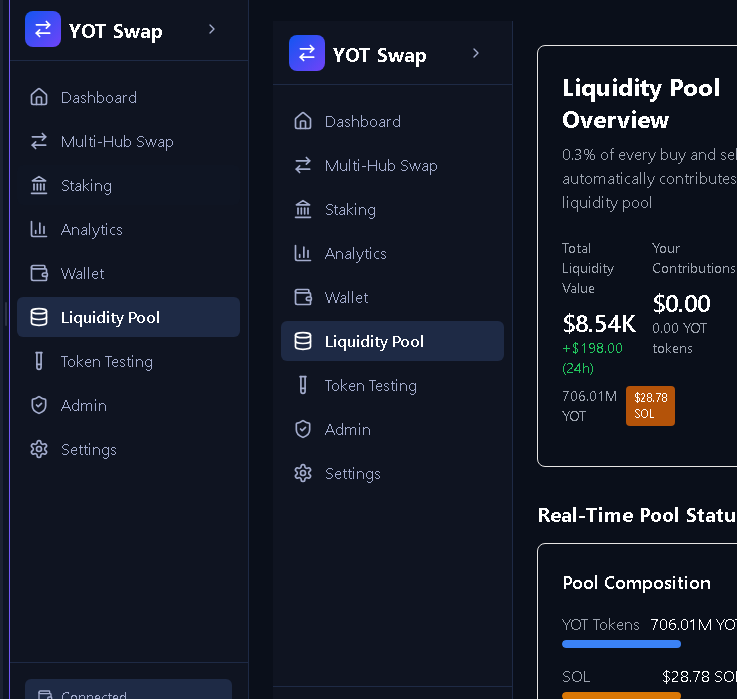 YOT Swap
Dashboard
Multi-Hub Swap
Staking
Analytics
Wallet
Liquidity Pool
Token Testing
Admin
Settings
Connected
YOT Swap
Dashboard
Multi-Hub Swap
Staking
Analytics
Wallet
Liquidity Pool
Token Testing
Admin
Settings
Liquidity Pool
Overview
0.3% of every buy and
automatically contributes
liquidity pool
Total
Liquidity
Value
$8.54K
+$198.00
(24h)
706.01M
YOT
$28.78
SOL
Your
Contributions
$0.00
0.00 YOT
tokens
Real-Time Pool
Pool Composition
YOT Tokens 706.01M
SOL $28.78